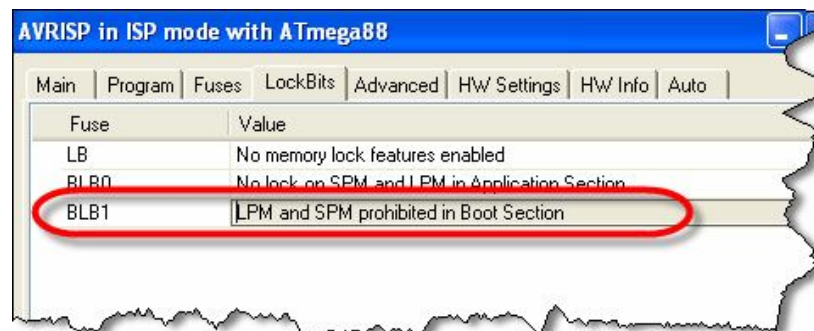 AVRISP in ISP mode with ATmega88
Main Program Fuses LockBits Advanced HW Settings HW Info Auto
Fuse Value
LB No memory lock features enabled
BLB0 No lock on SPM and LPM in Application Section
BLB1 LPM and SPM prohibited in Boot Section